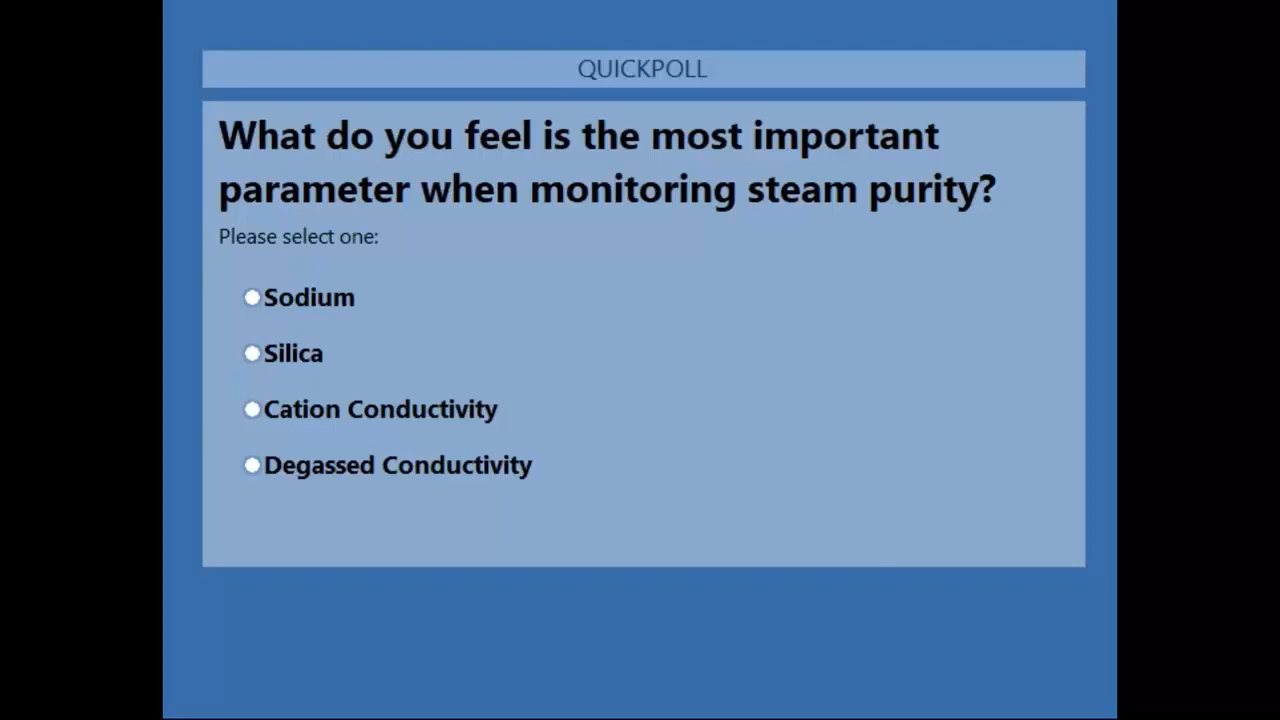 QUICKPOLL
What do you feel is the most important
parameter when monitoring steam purity?
Please select one:
Sodium
Silica
Cation Conductivity
Degassed Conductivity